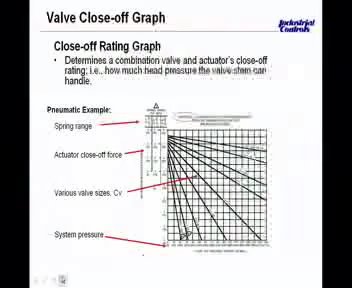 Valve Close-off Graph
Industrial
Controls
Close-off Rating Graph
• Determines a combination valve and actuator's close-off
rating; i.e., how much head pressure the valve stem can
handle.
Pneumatic Example:
Spring range
Actuator close-off force
Various valve sizes, Cv
System pressure